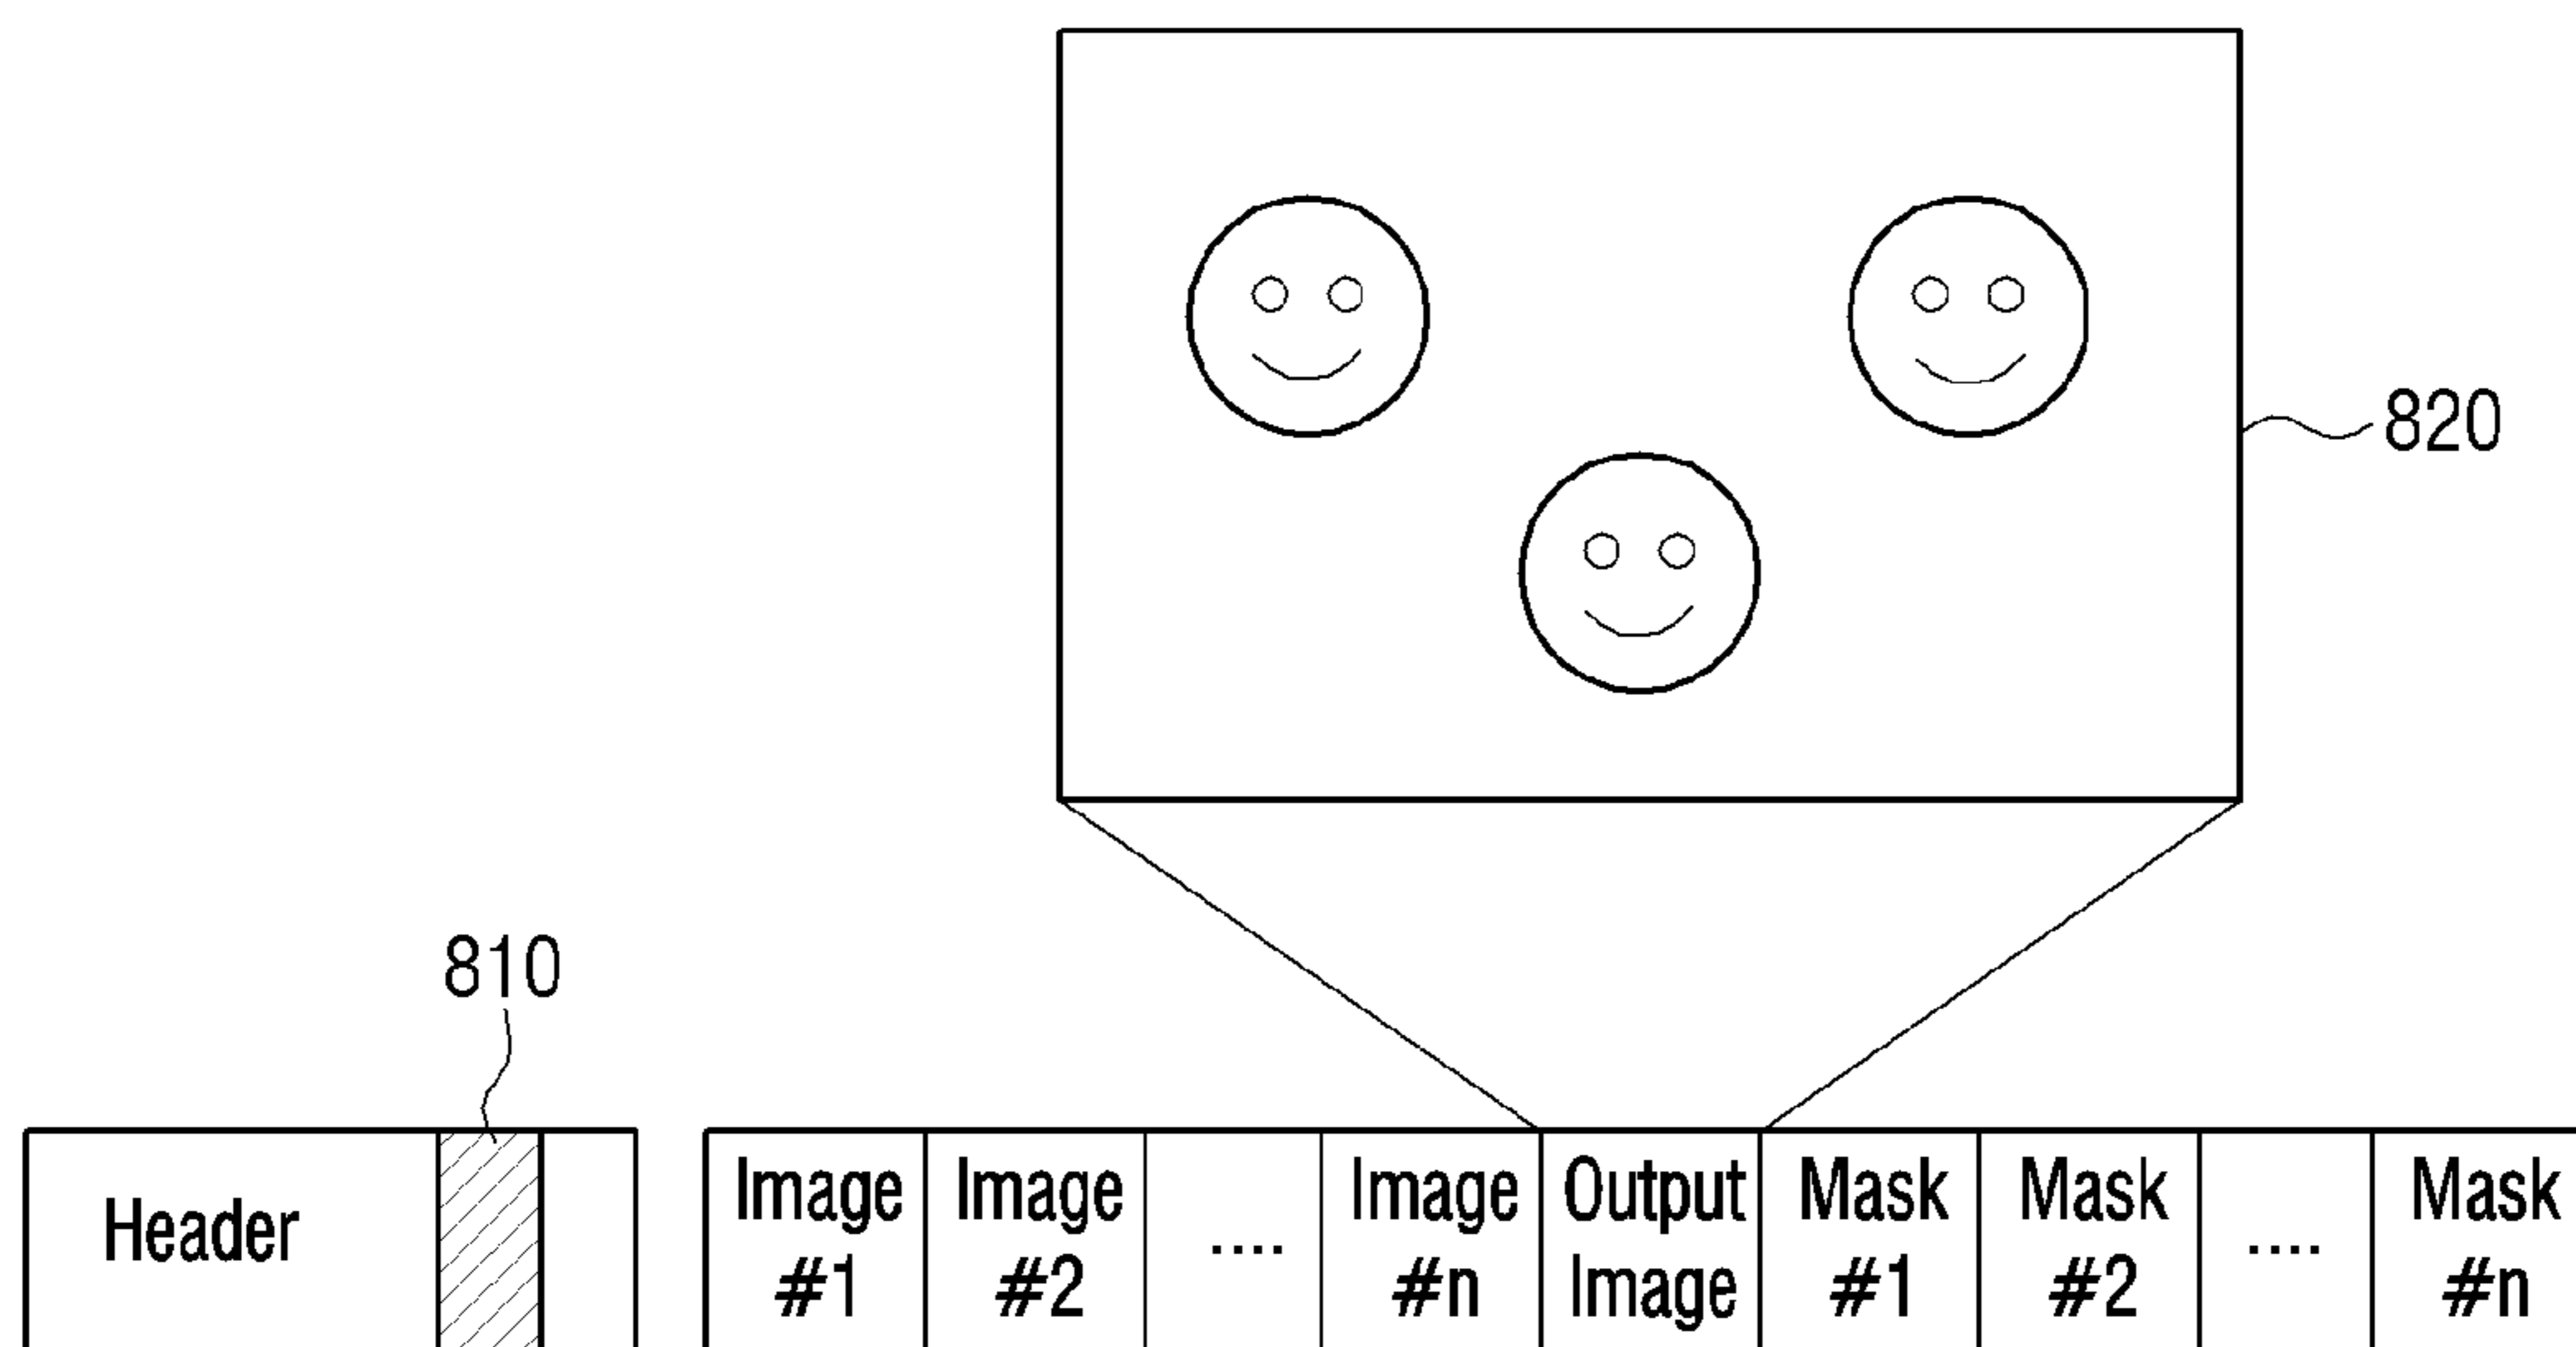 820
810
Header
Image #1
Image #2
....
Image #n
Output Image
Mask #1
Mask #2
....
Mask #n